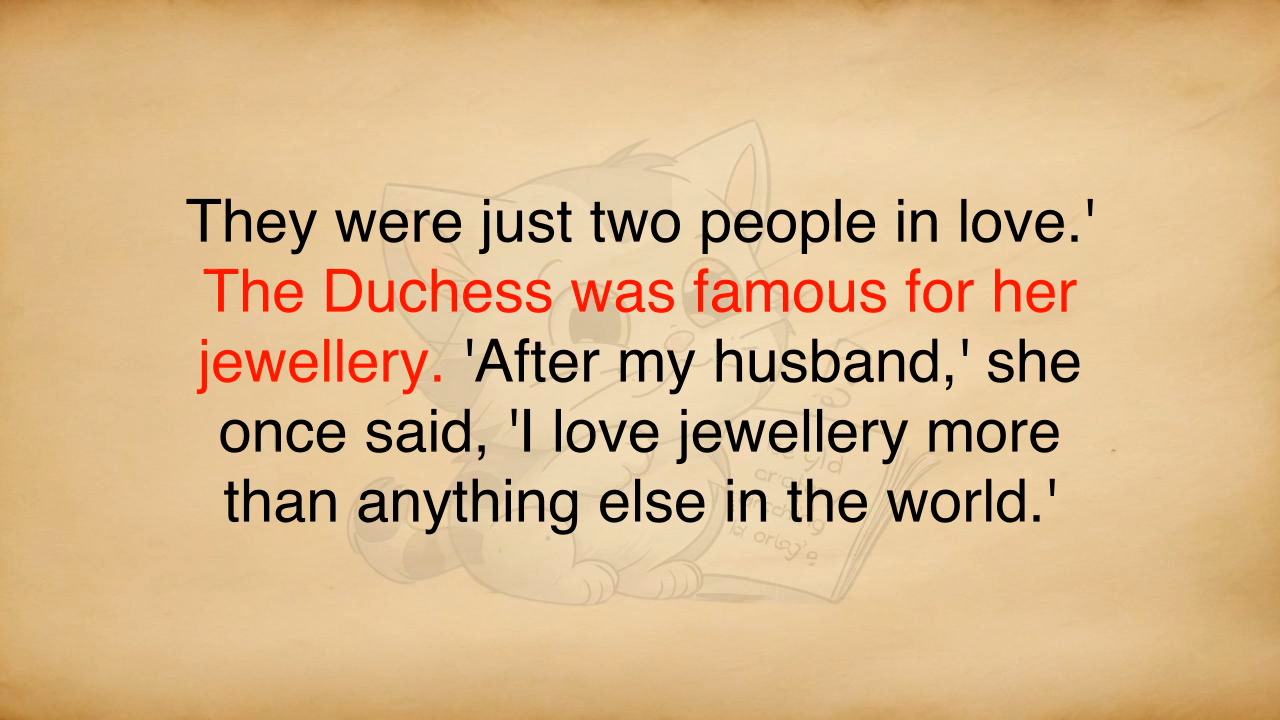 They were just two people in love.'
The Duchess was famous for her
jewellery. 'After my husband,' she
once said, 'I love jewellery more
than anything else in the world.'